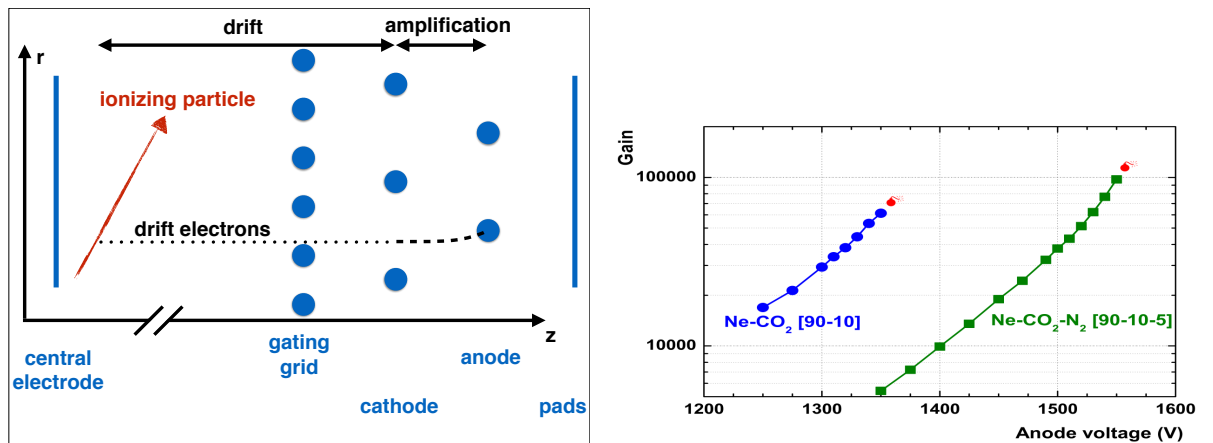 drift
amplification
r
ionizing particle
drift electrons
z
central
electrode
gating
grid
anode
cathode
pads
Gain
100000
10000
Ne-CO₂ [90-10]
Ne-CO₂-N₂ [90-10-5]
1200
1300
1400
1500
1600
Anode voltage (V)